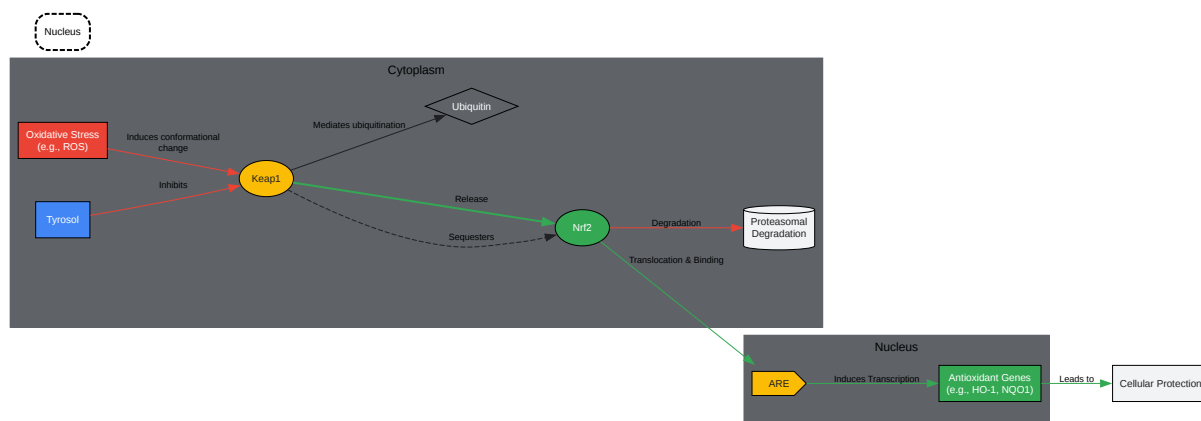 Nucleus
Cytoplasm
Ubiquitin
Mediates ubiquitination
Oxidative Stress
(e.g., ROS)
Induces conformational
change
Keap1
Inhibits
Tyrosol
Release
Sequesters
Nrf2
Degradation
Proteasomal
Degradation
Translocation & Binding
Nucleus
ARE
Induces Transcription
Antioxidant Genes
(e.g., HO-1, NQO1)
Leads to
Cellular Protection